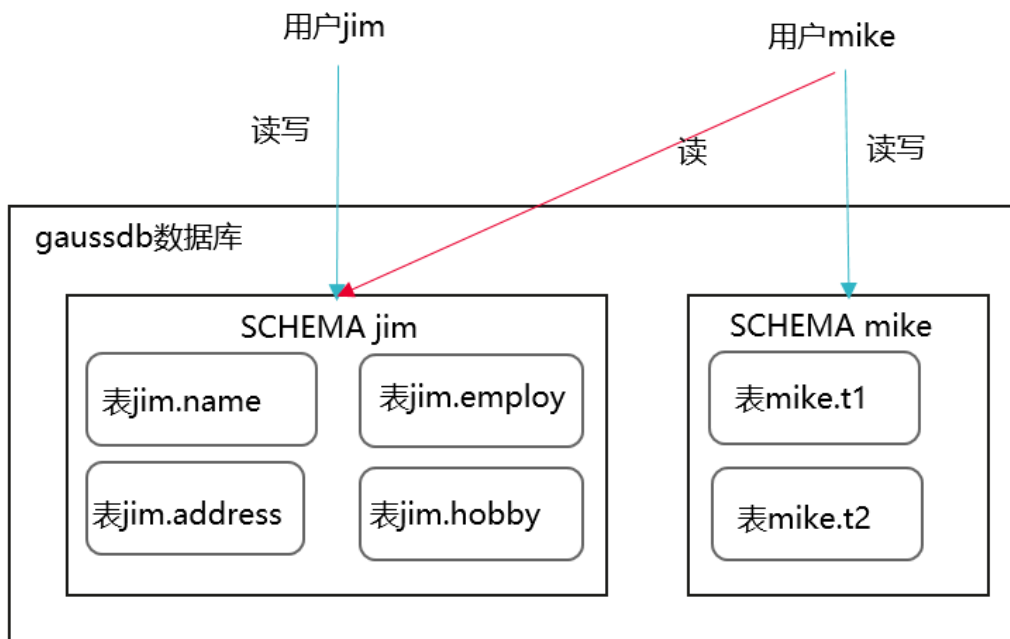 用户jim
用户mike
读写
读
读写
gaussdb数据库
SCHEMA jim
SCHEMA mike
表jim.name
表jim.employ
表mike.t1
表jim.address
表jim.hobby
表mike.t2